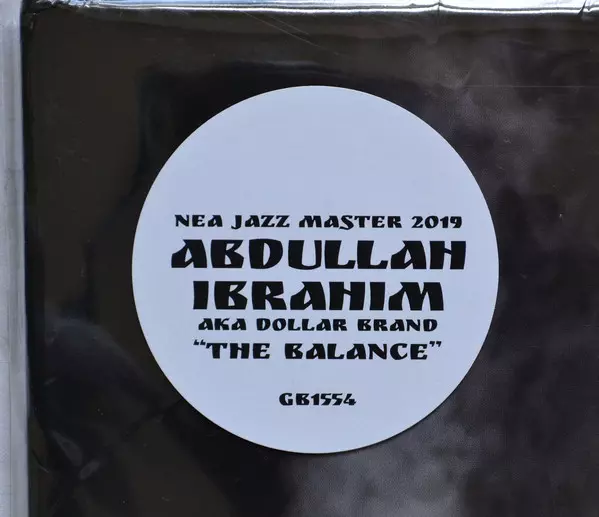 NEA JAZZ MASTER 2019
ABDULLAH
IBRAHIM
AKA DOLLAR BRAND
“THE BALANCE”
GB1554